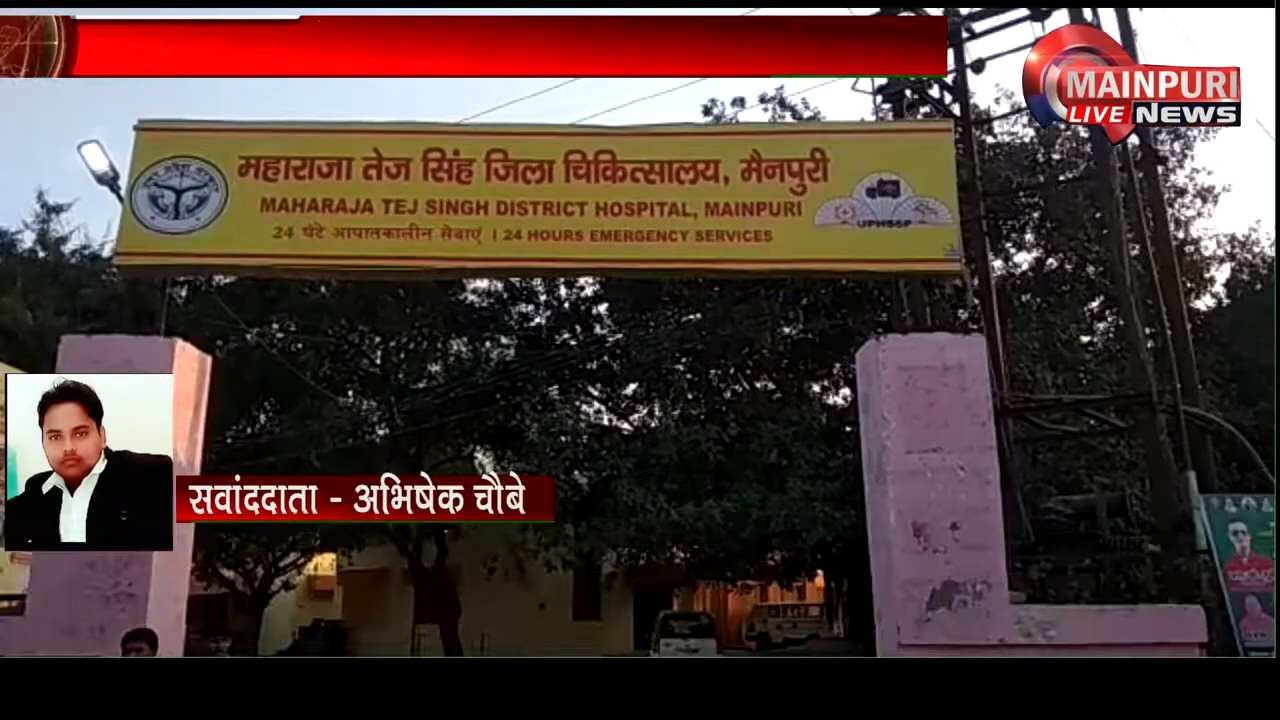 MAINPURI
LIVE NEWS
महाराजा तेज सिंह जिला चिकित्सालय, मैनपुरी
MAHARAJA TEJ SINGH DISTRICT HOSPITAL, MAINPURI
24 घंटे आपातकालीन सेवाएं । 24 HOURS EMERGENCY SERVICES
UPHSSP
सवांददाता - अभिषेक चौबे